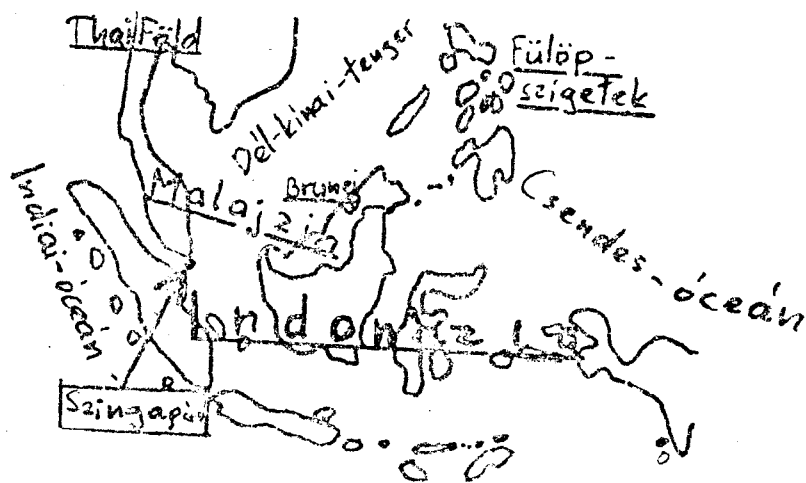 Thaiföld
Dél-kínai-tenger
Fülöp-
szigetek
Malajzia
Brunei
Indiai-óceán
Csendes-óceán
Indonézia
Szingapúr